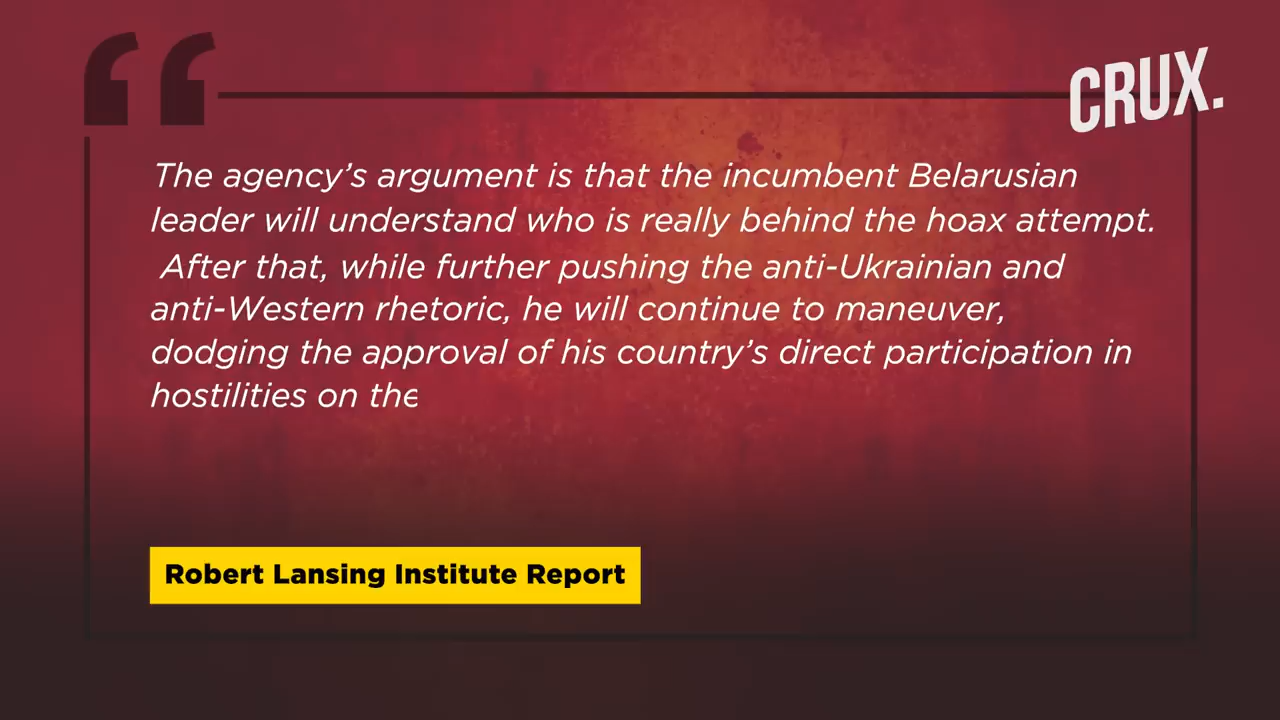 CRUX.
The agency's argument is that the incumbent Belarusian
leader will understand who is really behind the hoax attempt.
After that, while further pushing the anti-Ukrainian and
anti-Western rhetoric, he will continue to maneuver,
dodging the approval of his country's direct participation in
hostilities on the
Robert Lansing Institute Report